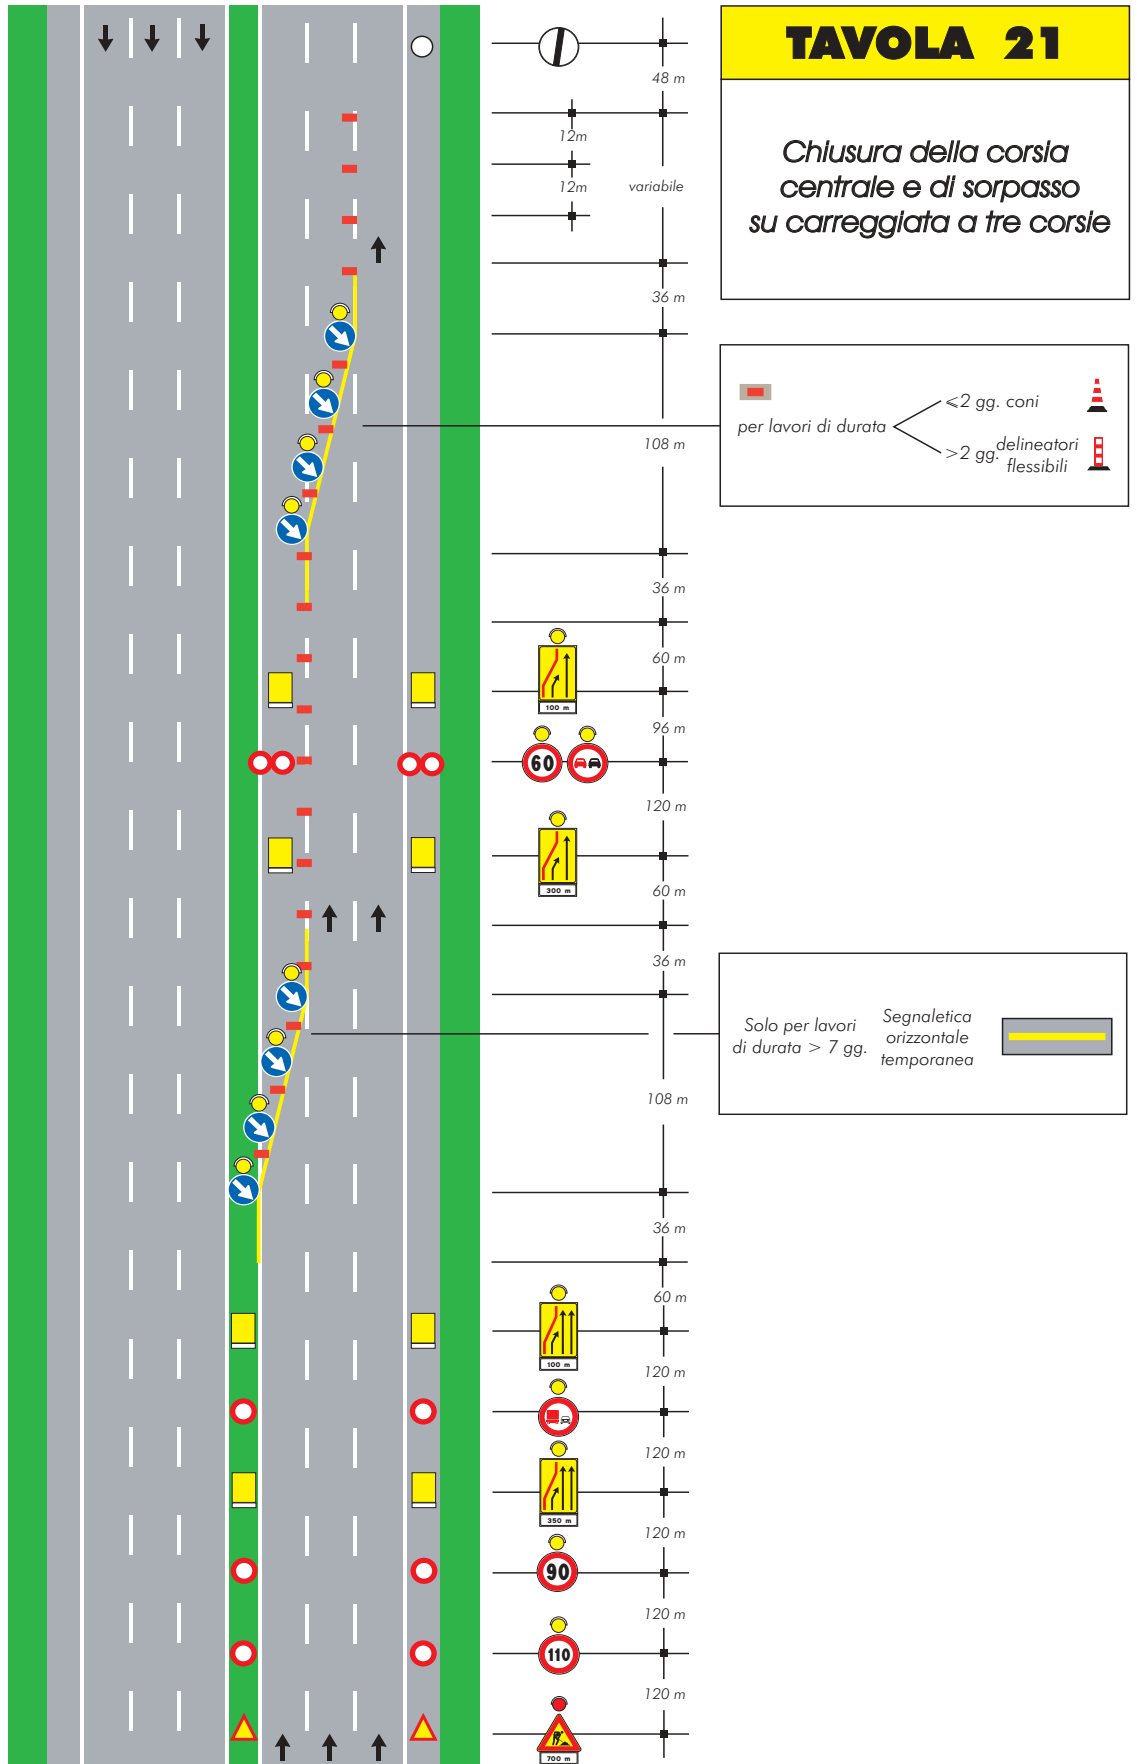 TAVOLA 21
Chiusura della corsia
centrale e di sorpasso
su carreggiata a tre corsie
48 m
12m
12m
variabile
36 m
per lavori di durata
⩽2 gg. coni
>2 gg. delineatori
flessibili
108 m
36 m
60 m
100 m
96 m
60
120 m
300 m
60 m
36 m
Solo per lavori
di durata > 7 gg.
Segnaletica
orizzontale
temporanea
108 m
36 m
60 m
100 m
120 m
120 m
350 m
120 m
90
120 m
110
120 m
700 m